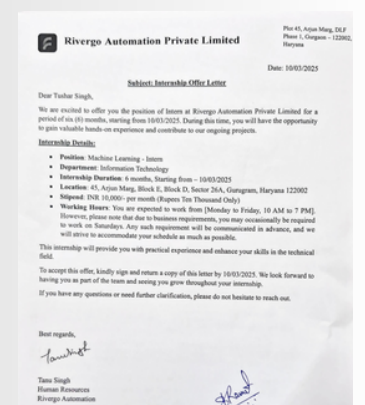 Rivergo Automation Private Limited
Plot 45, Arjun Marg, DLF
Phase 1, Gurgaon - 122002,
Haryana
Date: 10/03/2025
Subject: Internship Offer Letter
Dear Tushar Singh,
We are excited to offer you the position of Intern at Rivergo Automation Private Limited for a
period of six (6) months, starting from 10/03/2025. During this time, you will have the opportunity
to gain valuable hands-on experience and contribute to our ongoing projects.
Internship Details:
• Position: Machine Learning - Intern
• Department: Information Technology
• Internship Duration: 6 months, Starting from – 10/03/2025
• Location: 45, Arjun Marg, Block E, Block D, Sector 26A, Gurugram, Haryana 122002
• Stipend: INR 10,000/- per month (Rupees Ten Thousand Only)
• Working Hours: You are expected to work from [Monday to Friday, 10 AM to 7 PM].
However, please note that due to business requirements, you may occasionally be required
to work on Saturdays. Any such requirement will be communicated in advance, and we
will strive to accommodate your schedule as much as possible.
This internship will provide you with practical experience and enhance your skills in the technical
field.
To accept this offer, kindly sign and return a copy of this letter by 10/03/2025. We look forward to
having you as part of the team and seeing you grow throughout your internship.
If you have any questions or need further clarification, please do not hesitate to reach out.
Best regards,
Tanu Singh
Human Resources
Rivergo Automation